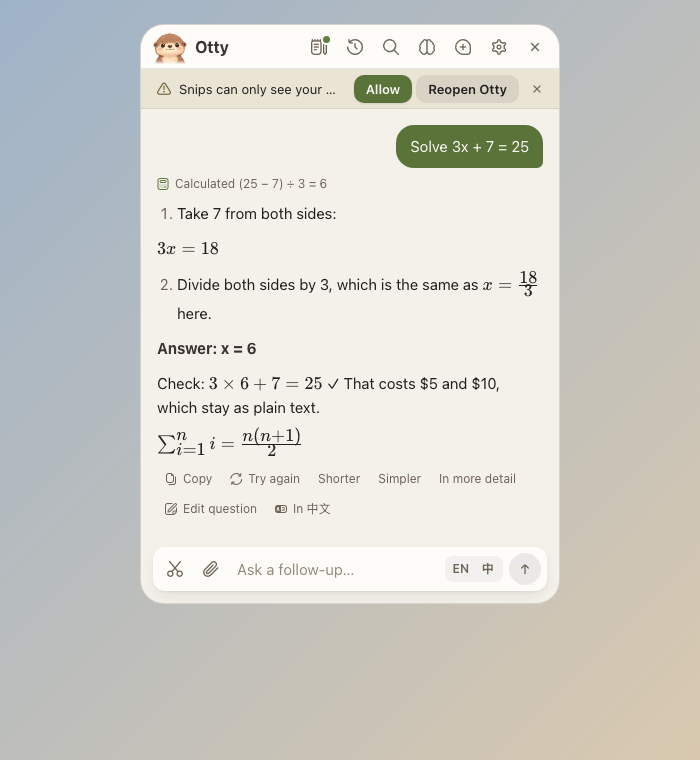 Otty
Snips can only see your ...
Allow
Reopen Otty
Solve 3x + 7 = 25
Calculated (25 − 7) ÷ 3 = 6
1. Take 7 from both sides:
3x = 18
2. Divide both sides by 3, which is the same as x = 18/3
here.
Answer: x = 6
Check: 3 × 6 + 7 = 25 ✓ That costs $5 and $10,
which stay as plain text.
∑ⁿᵢ₌₁ i = n(n+1)/2
Copy Try again Shorter Simpler In more detail
Edit question In 中文
Ask a follow-up...
EN 中